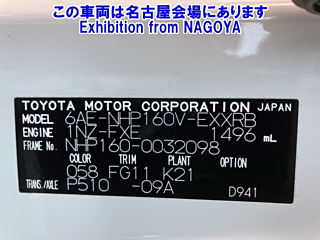 この車両は名古屋会場にあります
Exhibition from NAGOYA
TOYOTA MOTOR CORPORATION JAPAN
MODEL 6AE-NHP160V-EXXRB
ENGINE 1NZ-FXE 1496 mL
FRAME No. NHP160-0032098
COLOR TRIM PLANT OPTION
058 FG11 K21
TRANS./AXLE P510 -09A D941